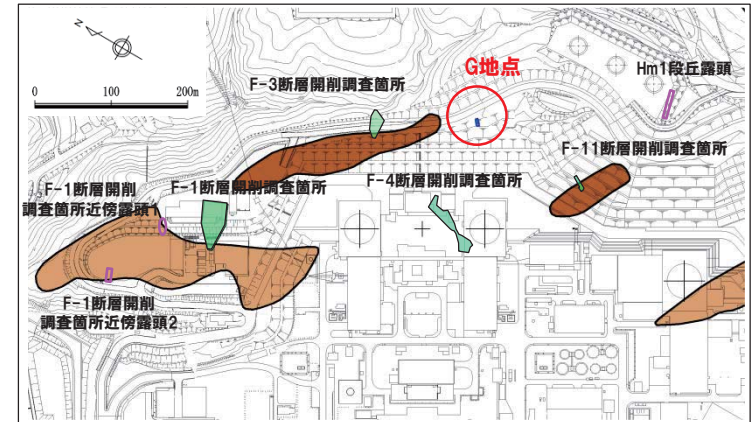 N
0 100 200m
G地点
Hm1段丘露頭
F-3断層開削調査箇所
F-11断層開削調査箇所
F-1断層開削
調査箇所近傍露頭1
F-1断層開削調査箇所
F-4断層開削調査箇所
F-1断層開削
調査箇所近傍露頭2